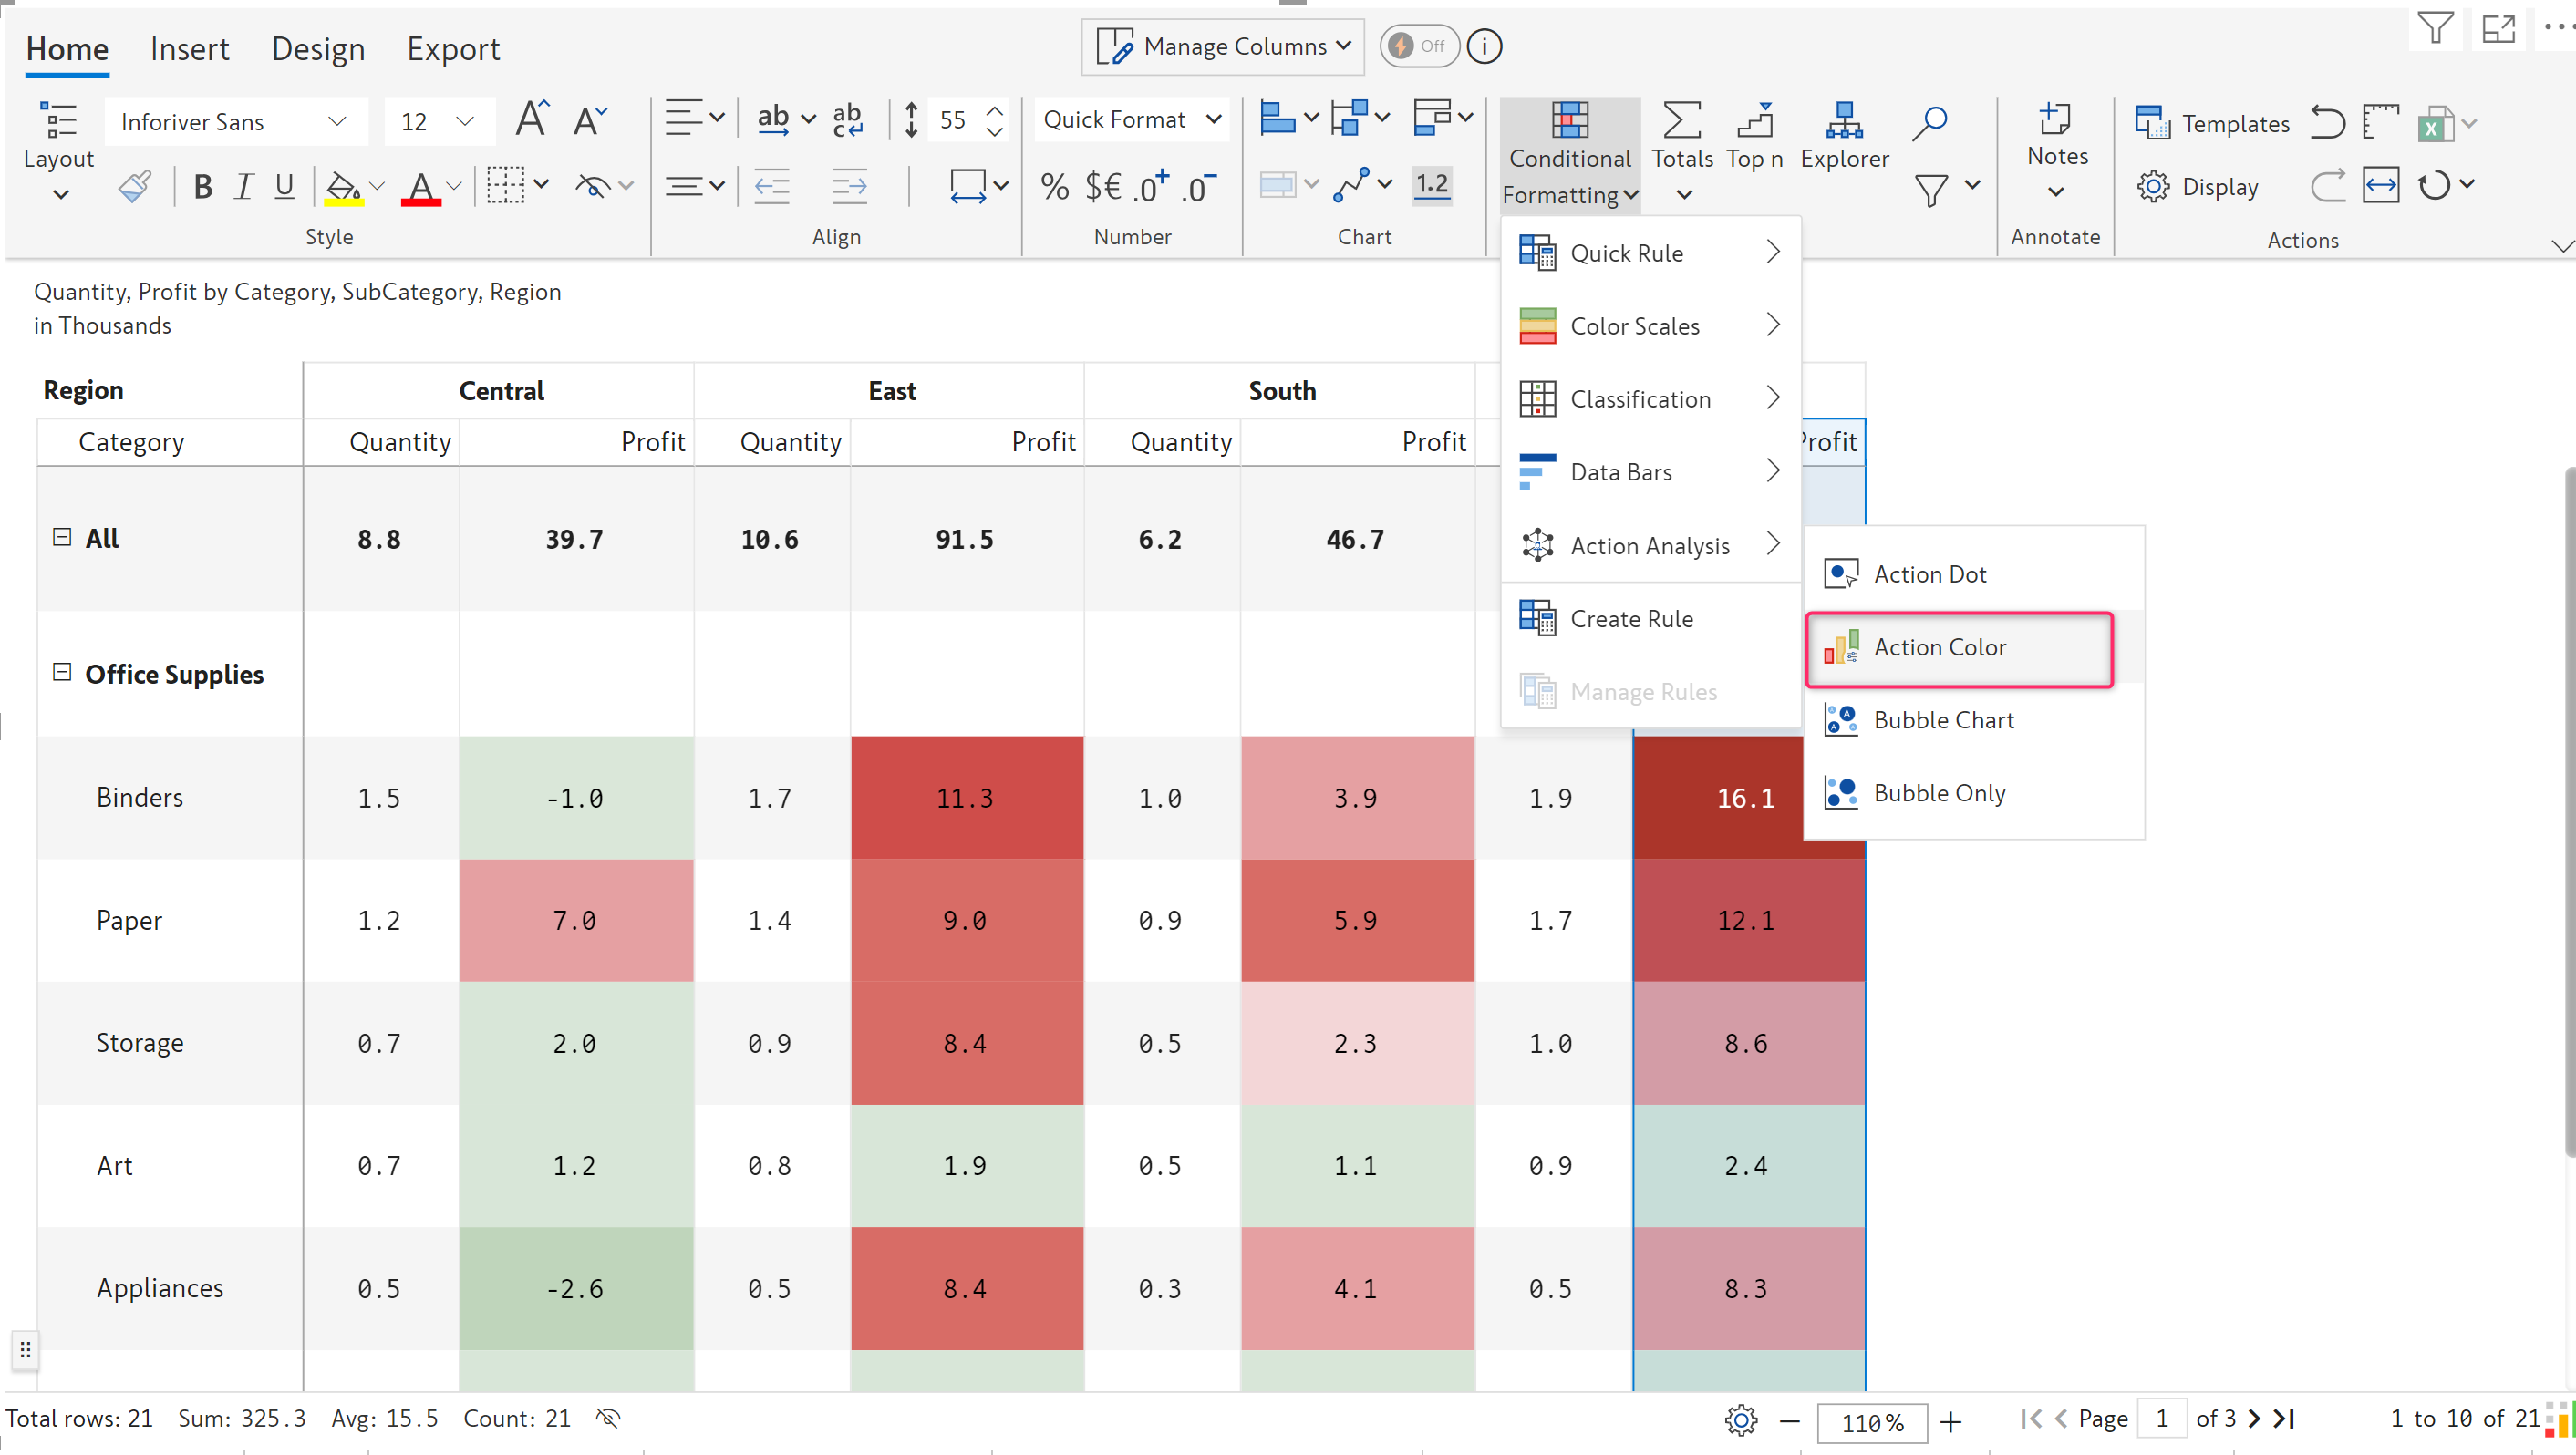 Home Insert Design Export Manage Columns Off i
Inforiver Sans 12 A A ab ab c 55 Quick Format
Layout Conditional Formatting Totals Top n Explorer Notes Templates
B I U A % $€ .0 .0 1.2 Display
Style Align Number Chart Annotate Actions
Quantity, Profit by Category, SubCategory, Region
in Thousands
Quick Rule
Color Scales
Classification
Data Bars
Action Analysis
Create Rule
Manage Rules
Action Dot
Action Color
Bubble Chart
Bubble Only
Region Central East South
Category Quantity Profit Quantity Profit Quantity Profit Profit
All 8.8 39.7 10.6 91.5 6.2 46.7
Office Supplies
Binders 1.5 -1.0 1.7 11.3 1.0 3.9 1.9 16.1
Paper 1.2 7.0 1.4 9.0 0.9 5.9 1.7 12.1
Storage 0.7 2.0 0.9 8.4 0.5 2.3 1.0 8.6
Art 0.7 1.2 0.8 1.9 0.5 1.1 0.9 2.4
Appliances 0.5 -2.6 0.5 8.4 0.3 4.1 0.5 8.3
Total rows: 21 Sum: 325.3 Avg: 15.5 Count: 21 110% Page 1 of 3 1 to 10 of 21